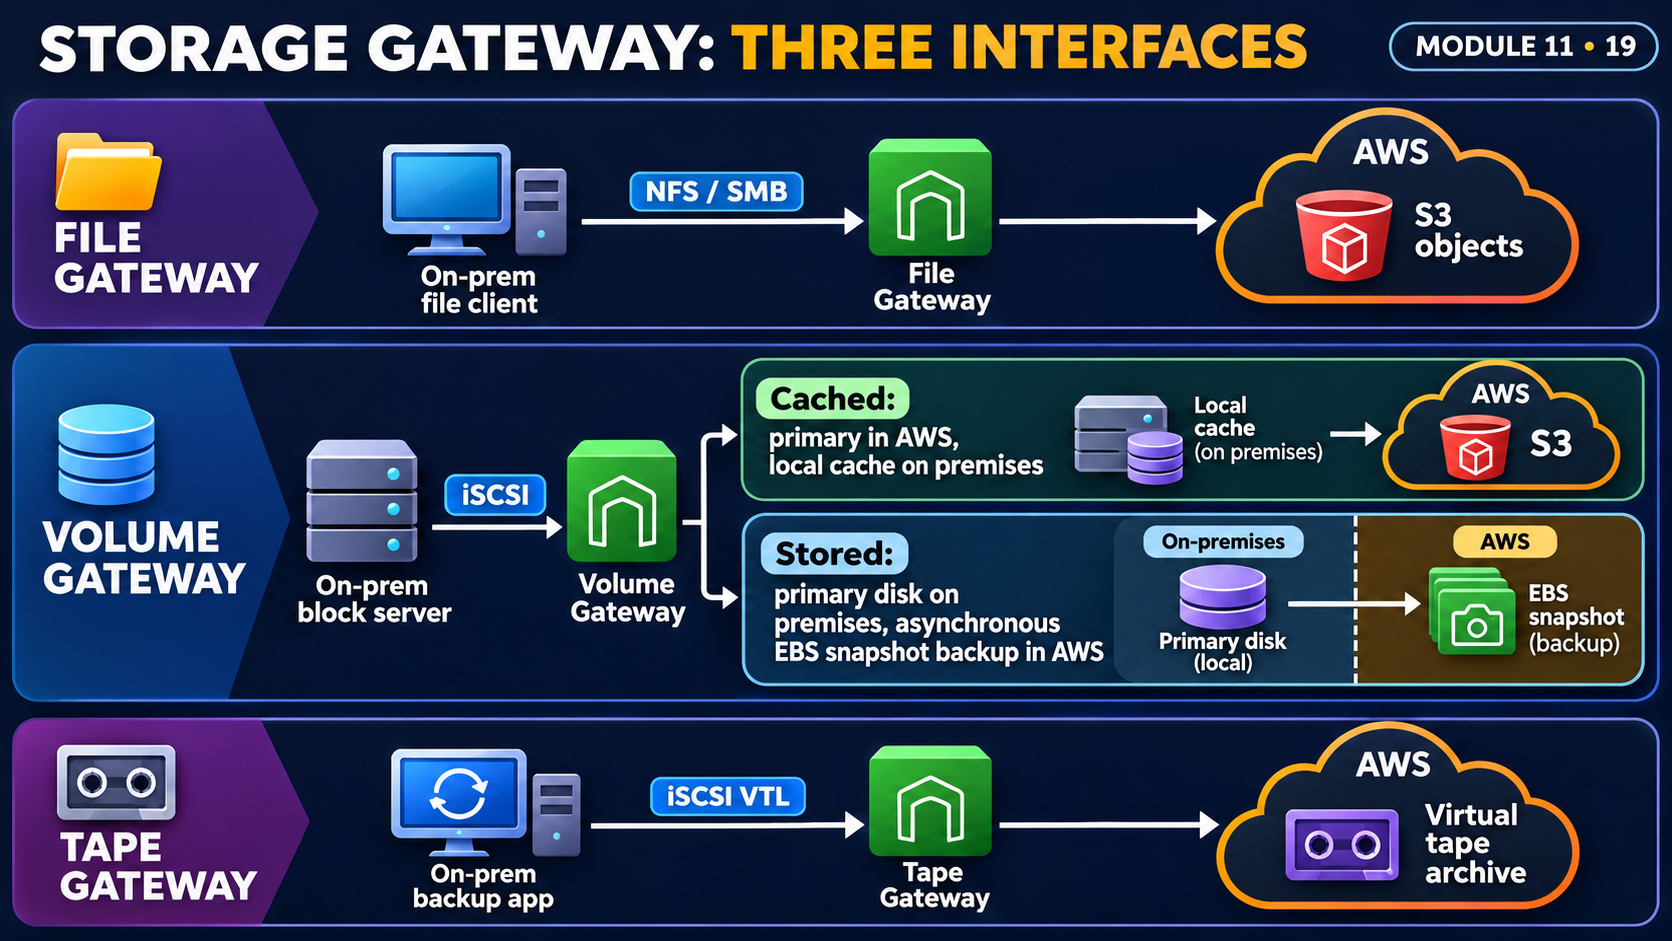 STORAGE GATEWAY: THREE INTERFACES
MODULE 11 • 19
FILE
GATEWAY
On-prem
file client
NFS / SMB
File
Gateway
AWS
S3
objects
VOLUME
GATEWAY
On-prem
block server
iSCSI
Volume
Gateway
Cached:
primary in AWS,
local cache on premises
Local
cache
(on premises)
AWS
S3
Stored:
primary disk on
premises, asynchronous
EBS snapshot backup in AWS
On-premises
Primary disk
(local)
AWS
EBS
snapshot
(backup)
TAPE
GATEWAY
On-prem
backup app
iSCSI VTL
Tape
Gateway
AWS
Virtual
tape
archive